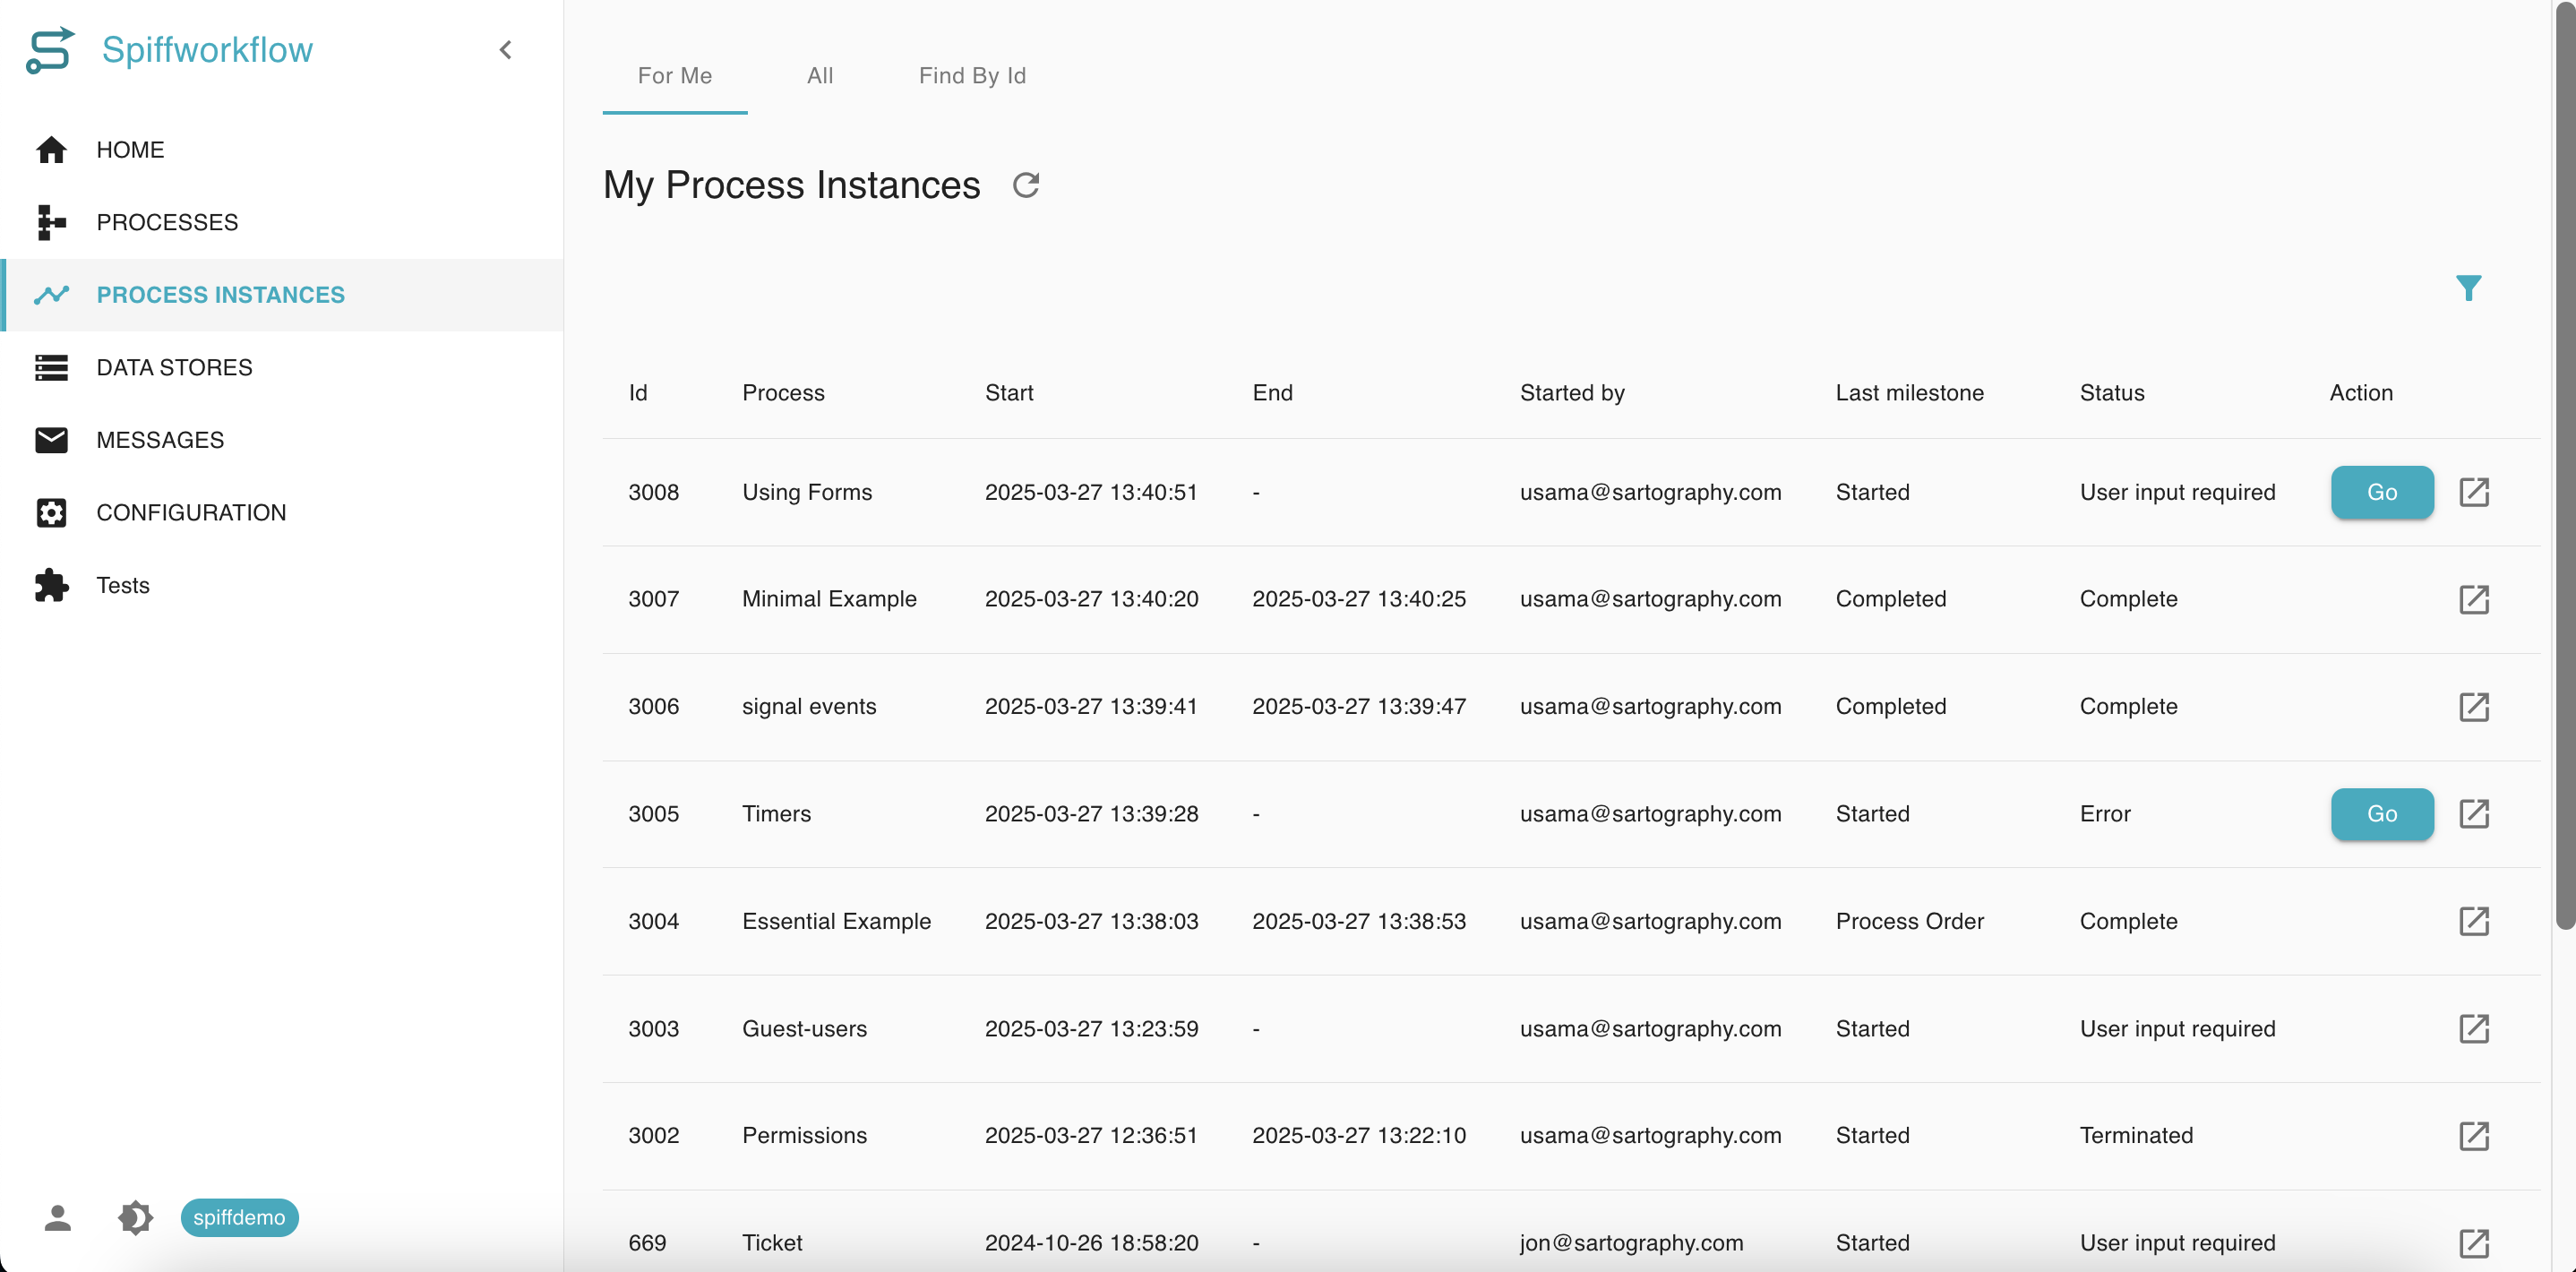 Spiffworkflow
HOME
PROCESSES
PROCESS INSTANCES
DATA STORES
MESSAGES
CONFIGURATION
Tests
spiffdemo
For Me All Find By Id
My Process Instances
Id Process Start End Started by Last milestone Status Action
3008 Using Forms 2025-03-27 13:40:51 - usama@sartography.com Started User input required Go
3007 Minimal Example 2025-03-27 13:40:20 2025-03-27 13:40:25 usama@sartography.com Completed Complete
3006 signal events 2025-03-27 13:39:41 2025-03-27 13:39:47 usama@sartography.com Completed Complete
3005 Timers 2025-03-27 13:39:28 - usama@sartography.com Started Error Go
3004 Essential Example 2025-03-27 13:38:03 2025-03-27 13:38:53 usama@sartography.com Process Order Complete
3003 Guest-users 2025-03-27 13:23:59 - usama@sartography.com Started User input required
3002 Permissions 2025-03-27 12:36:51 2025-03-27 13:22:10 usama@sartography.com Started Terminated
669 Ticket 2024-10-26 18:58:20 - jon@sartography.com Started User input required